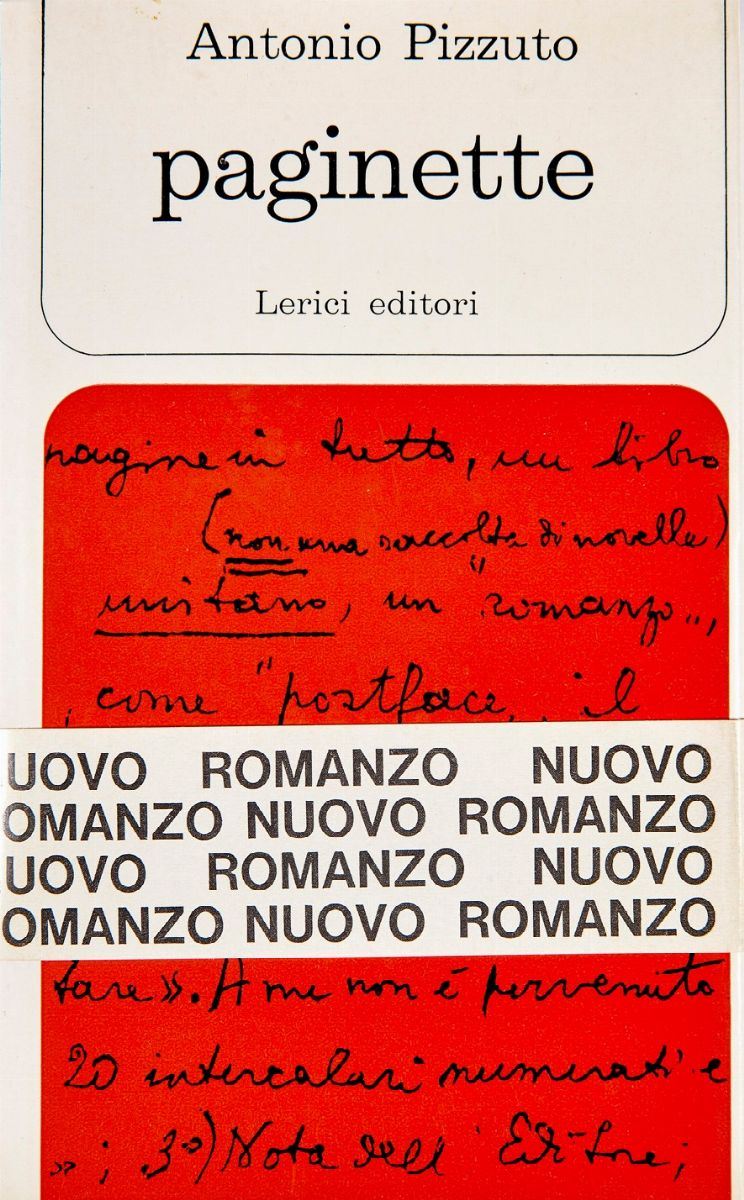 Antonio Pizzuto
paginette
Lerici editori
pagine in tutto, un libro
(non una raccolta di novelle)
unitario, un "romanzo",
, come "postface, il
UOVO ROMANZO NUOVO
OMANZO NUOVO ROMANZO
UOVO ROMANZO NUOVO
OMANZO NUOVO ROMANZO
tare». A me non è pervenuto
20 intercalari numerati e
»; 3°) Nota dell'Editore;